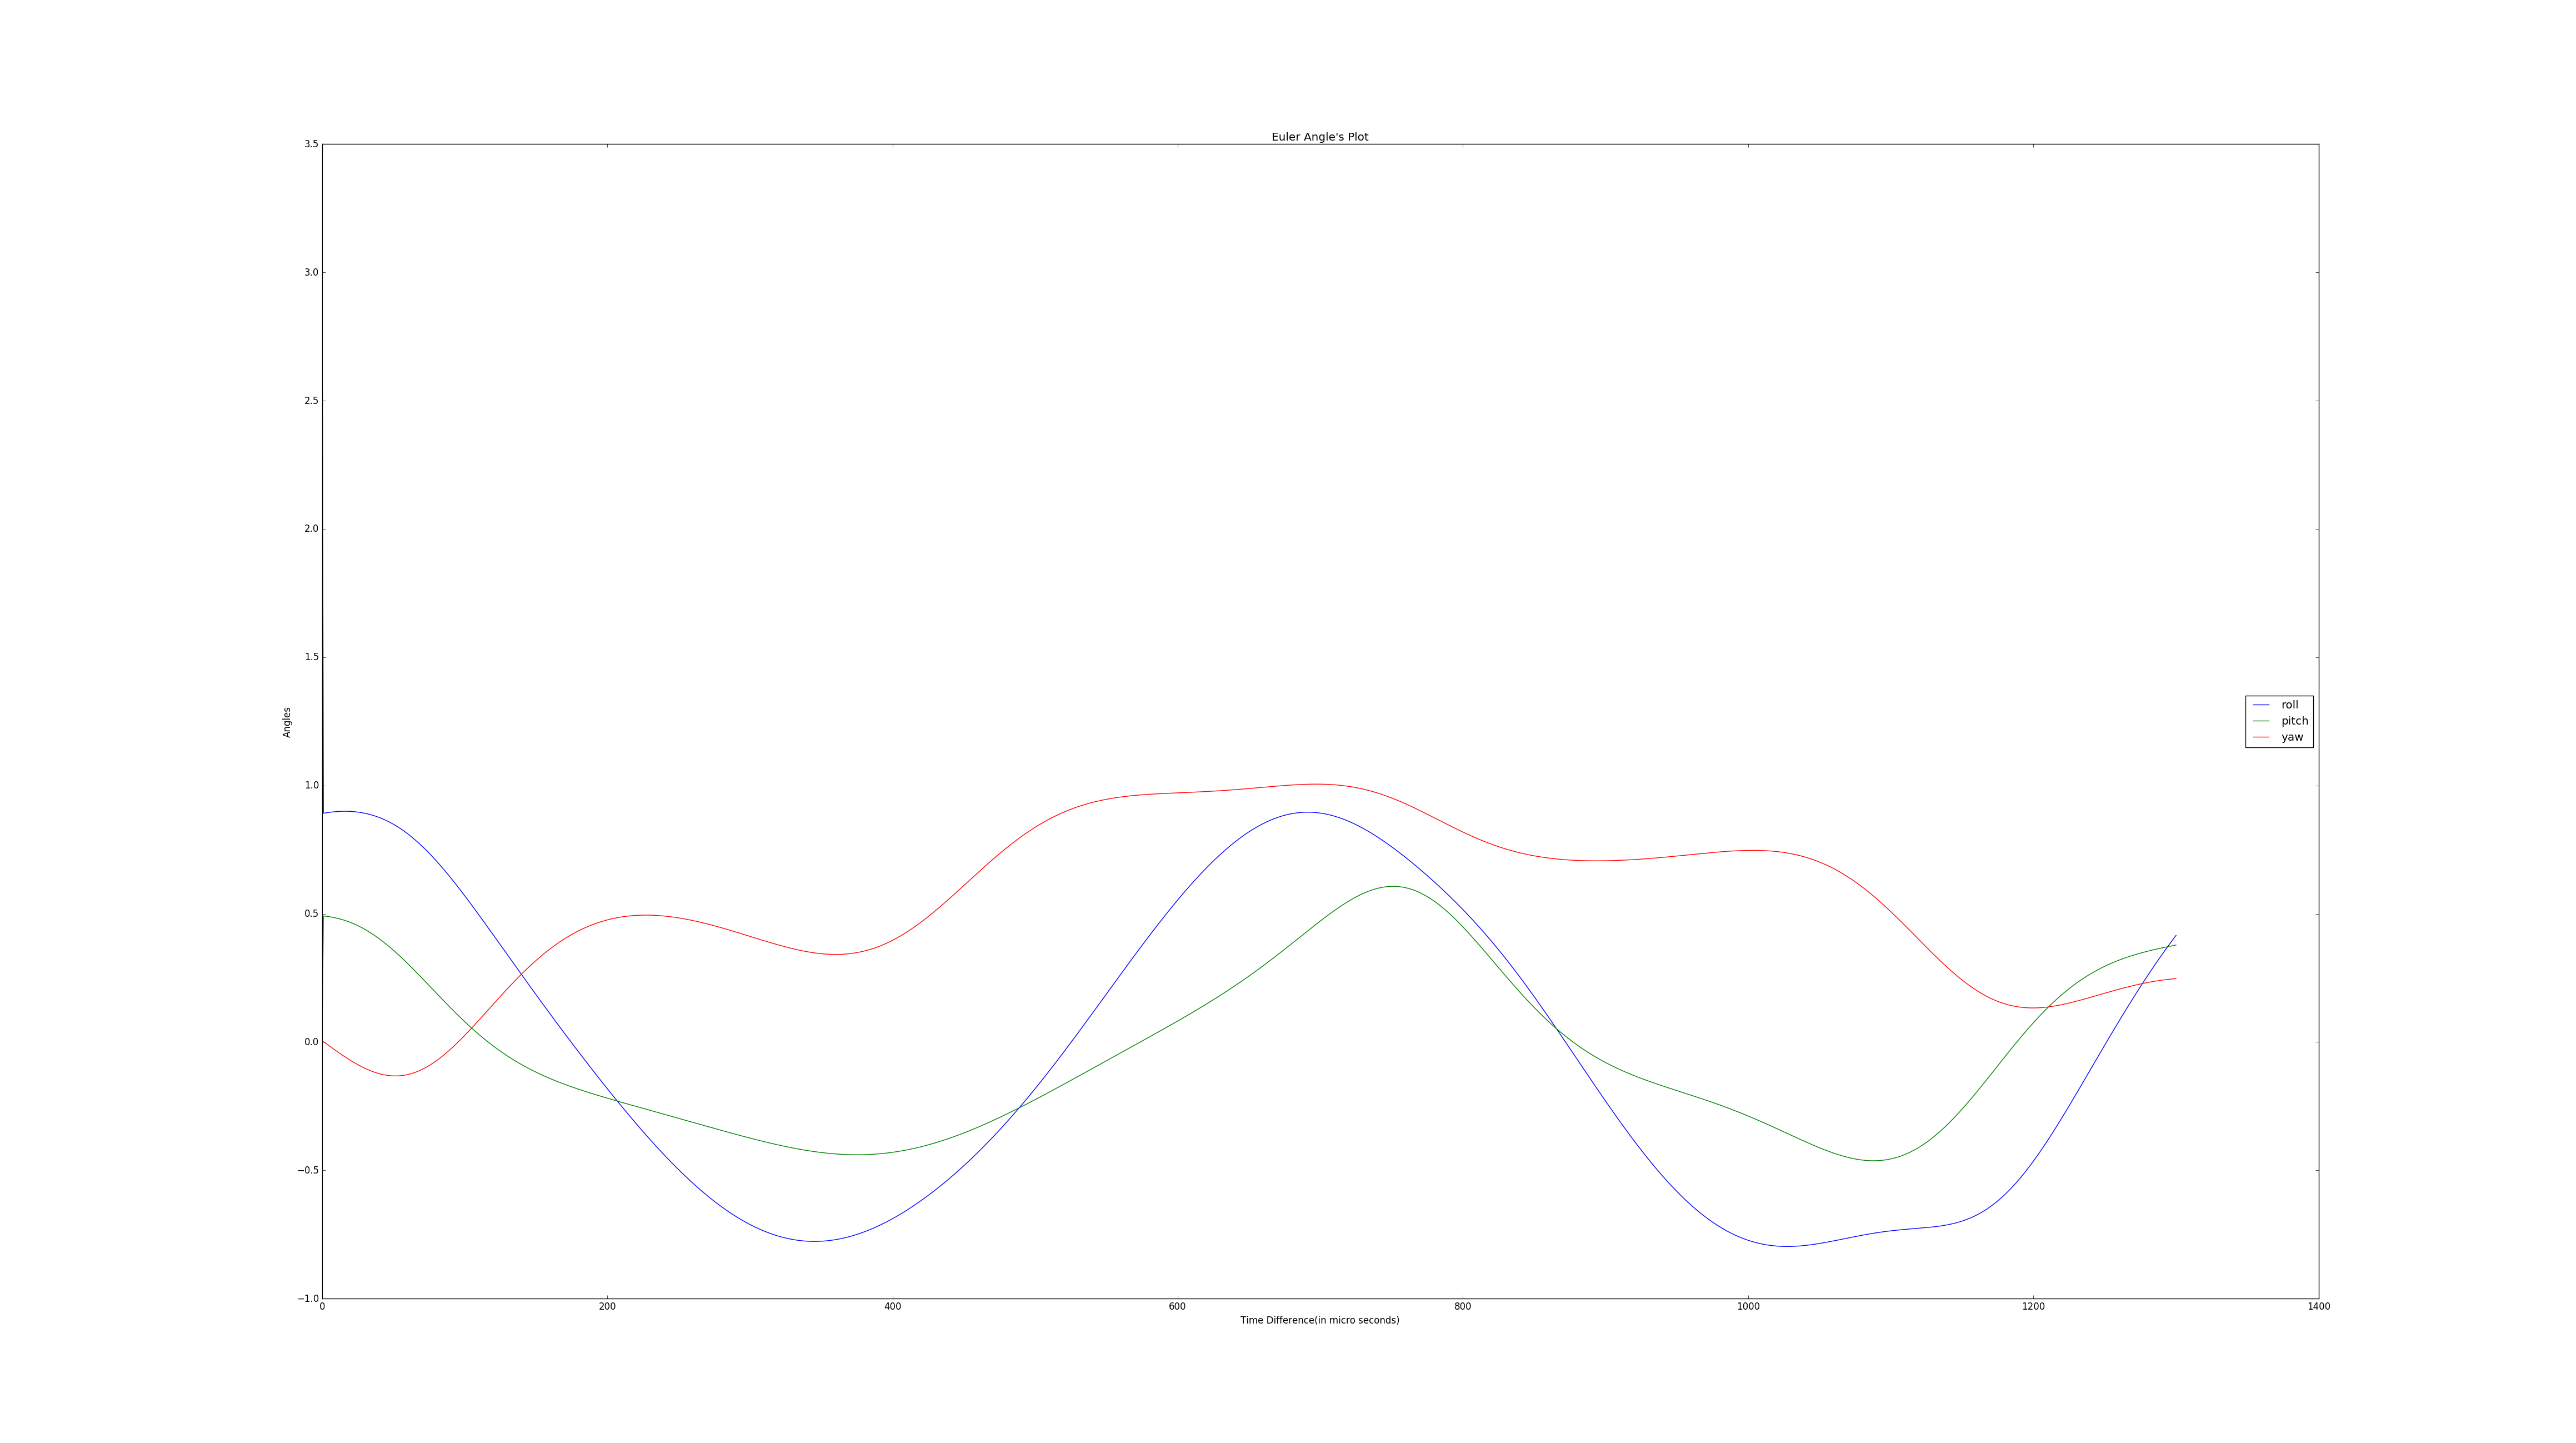 Euler Angle's Plot
3.5
3.0
2.5
2.0
1.5
1.0
0.5
0.0
−0.5
−1.0
Angles
roll
pitch
yaw
0 200 400 600 800 1000 1200 1400
Time Difference(in micro seconds)